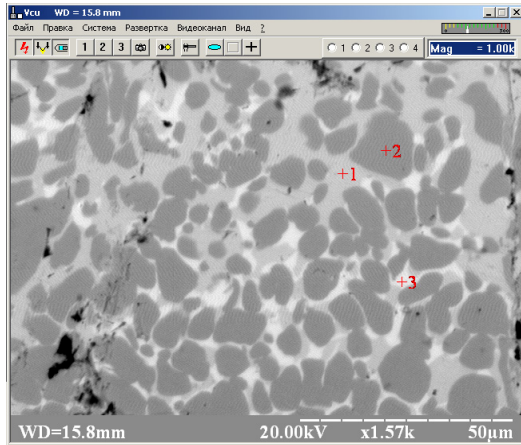 Vcu WD = 15.8 mm
Файл Правка Система Развертка Видеоканал Вид ?
1 2 3 1 2 3 4 Mag = 1.00k
+1
+2
+3
WD=15.8mm 20.00kV x1.57k 50µm